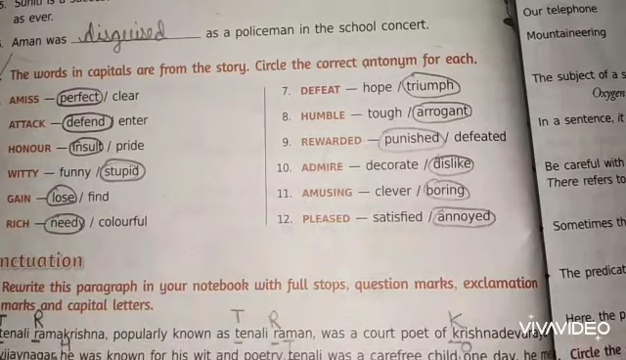 as ever.
Aman was disguised as a policeman in the school concert.
The words in capitals are from the story. Circle the correct antonym for each.
AMISS — perfect / clear
ATTACK — defend / enter
HONOUR — insult / pride
WITTY — funny / stupid
GAIN — lose / find
RICH — needy / colourful
7. DEFEAT — hope / triumph
8. HUMBLE — tough / arrogant
9. REWARDED — punished / defeated
10. ADMIRE — decorate / dislike
11. AMUSING — clever / boring
12. PLEASED — satisfied / annoyed
nctuation
Rewrite this paragraph in your notebook with full stops, question marks, exclamation
marks and capital letters.
T R T R K
tenali ramakrishna, popularly known as tenali raman, was a court poet of krishnadevaraya
vijaynagar he was known for his wit and poetry tenali was a carefree child one day, he
Our telephone
Mountaineering
The subject of a s
Oxygen
In a sentence, it
Be careful with
There refers to
Sometimes th
The predicat
Here, the p
Circle the
VIVAVIDEO